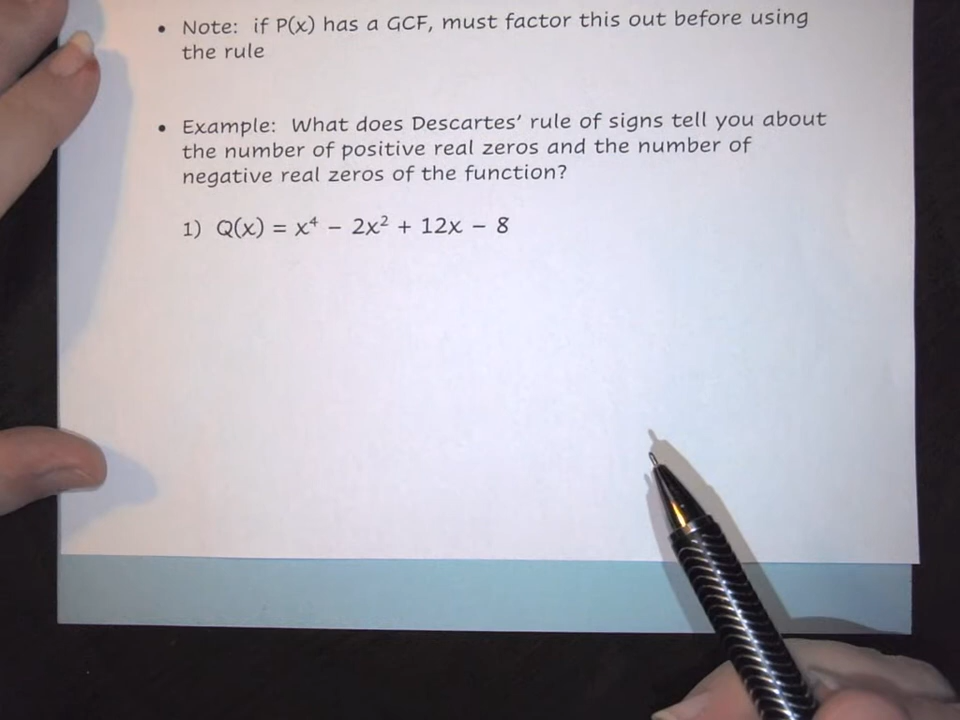 • Note: if P(x) has a GCF, must factor this out before using
the rule
• Example: What does Descartes’ rule of signs tell you about
the number of positive real zeros and the number of
negative real zeros of the function?
1) Q(x) = x⁴ − 2x² + 12x − 8